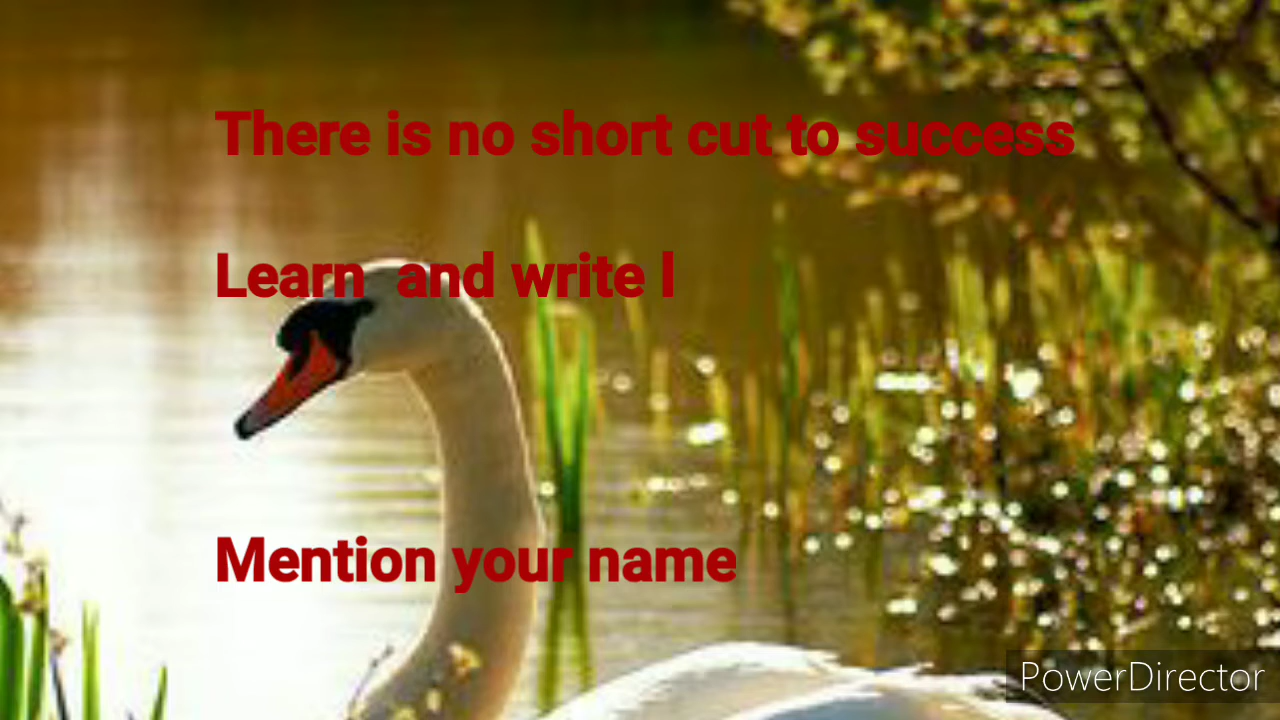 There is no short cut to success
Learn  and write l
Mention your name
PowerDirector